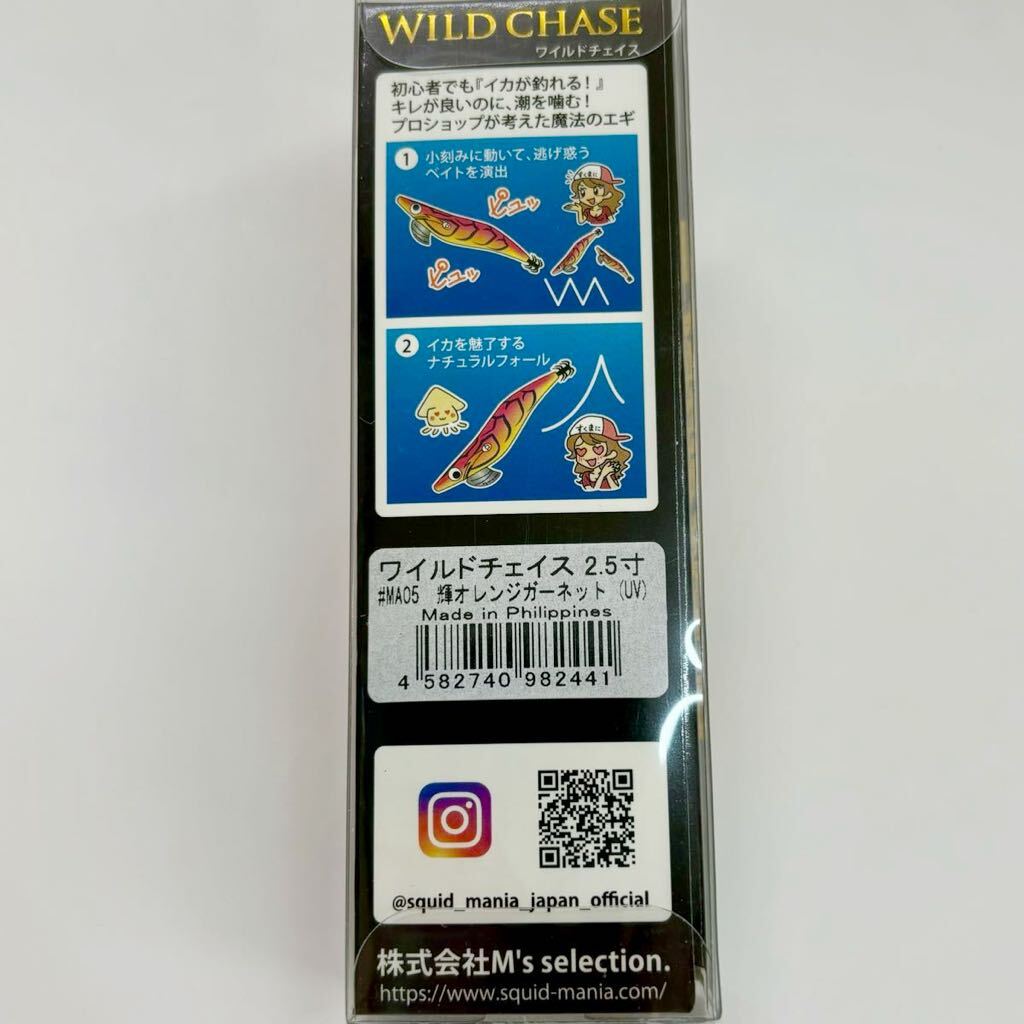 WILD CHASE
ワイルドチェイス
初心者でも『イカが釣れる!』
キレが良いのに、潮を噛む!
プロショップが考えた魔法のエギ
1 小刻みに動いて、逃げ惑う
ベイトを演出
すくまに
ピュッ
ピュッ
2 イカを魅了する
ナチュラルフォール
すくまに
ワイルドチェイス 2.5寸
#MA05 輝オレンジガーネット (UV)
Made in Philippines
4 582740 982441
@squid_mania_japan_official
株式会社M's selection.
https://www.squid-mania.com/